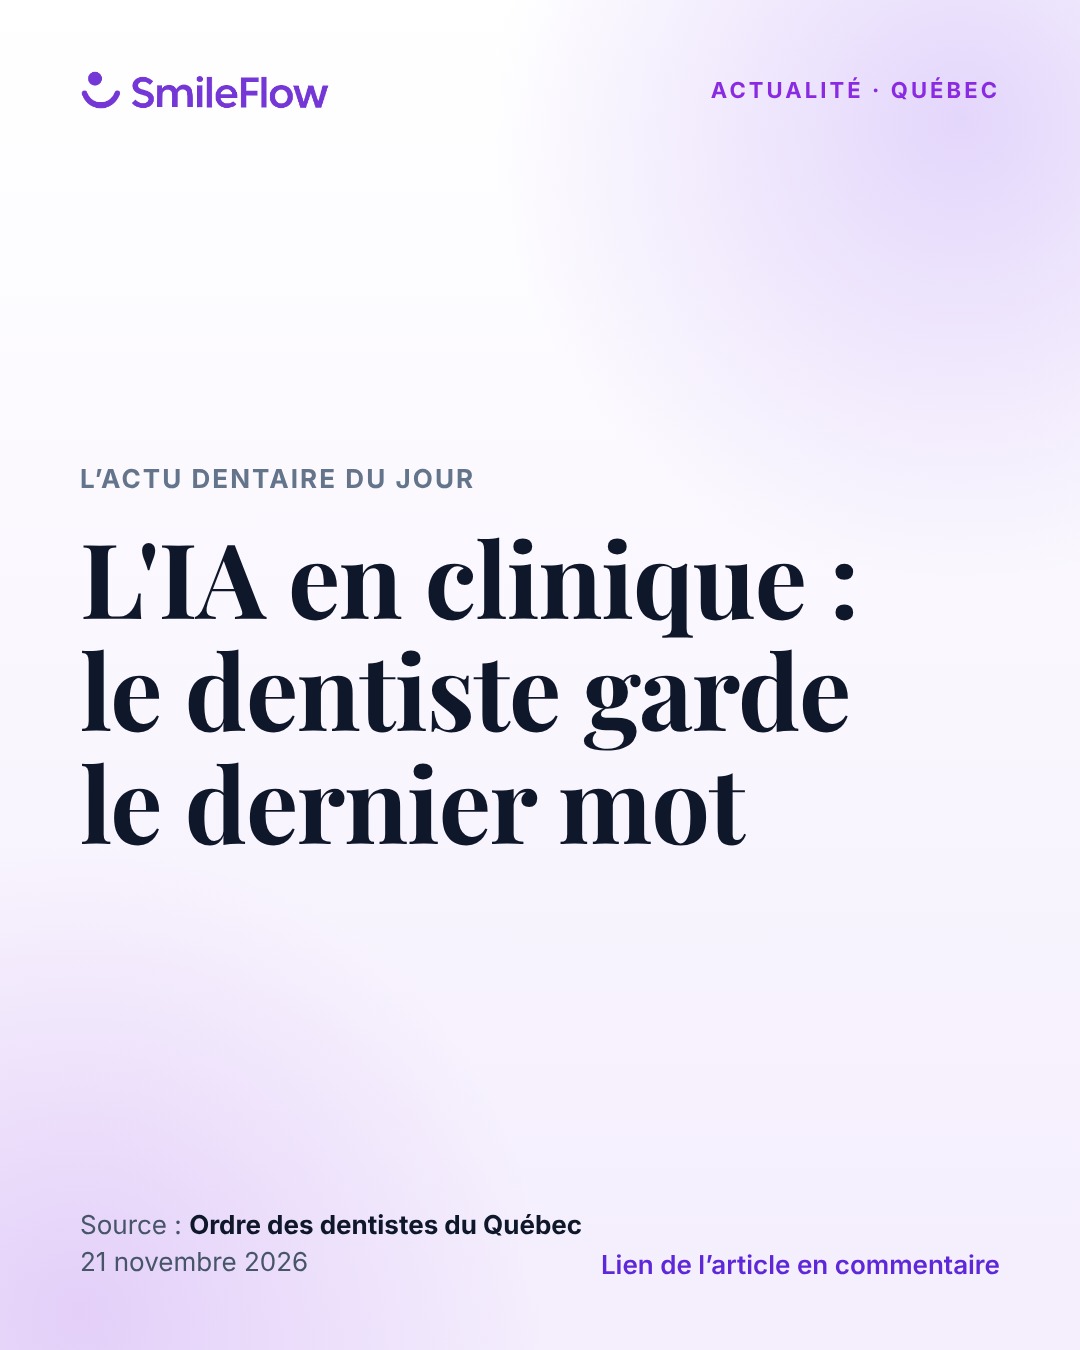 SmileFlow
ACTUALITÉ · QUÉBEC
L’ACTU DENTAIRE DU JOUR
L'IA en clinique :
le dentiste garde
le dernier mot
Source : Ordre des dentistes du Québec
21 novembre 2026
Lien de l’article en commentaire